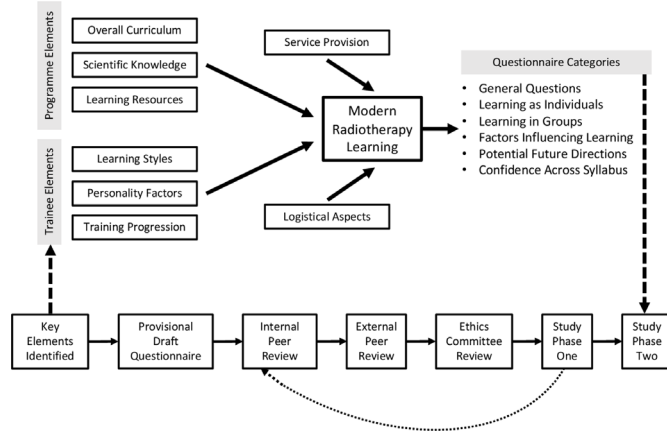 Programme Elements
Overall Curriculum
Scientific Knowledge
Learning Resources
Trainee Elements
Learning Styles
Personality Factors
Training Progression
Service Provision
Modern
Radiotherapy
Learning
Logistical Aspects
Questionnaire Categories
• General Questions
• Learning as Individuals
• Learning in Groups
• Factors Influencing Learning
• Potential Future Directions
• Confidence Across Syllabus
Key
Elements
Identified
Provisional
Draft
Questionnaire
Internal
Peer
Review
External
Peer
Review
Ethics
Committee
Review
Study
Phase
One
Study
Phase
Two